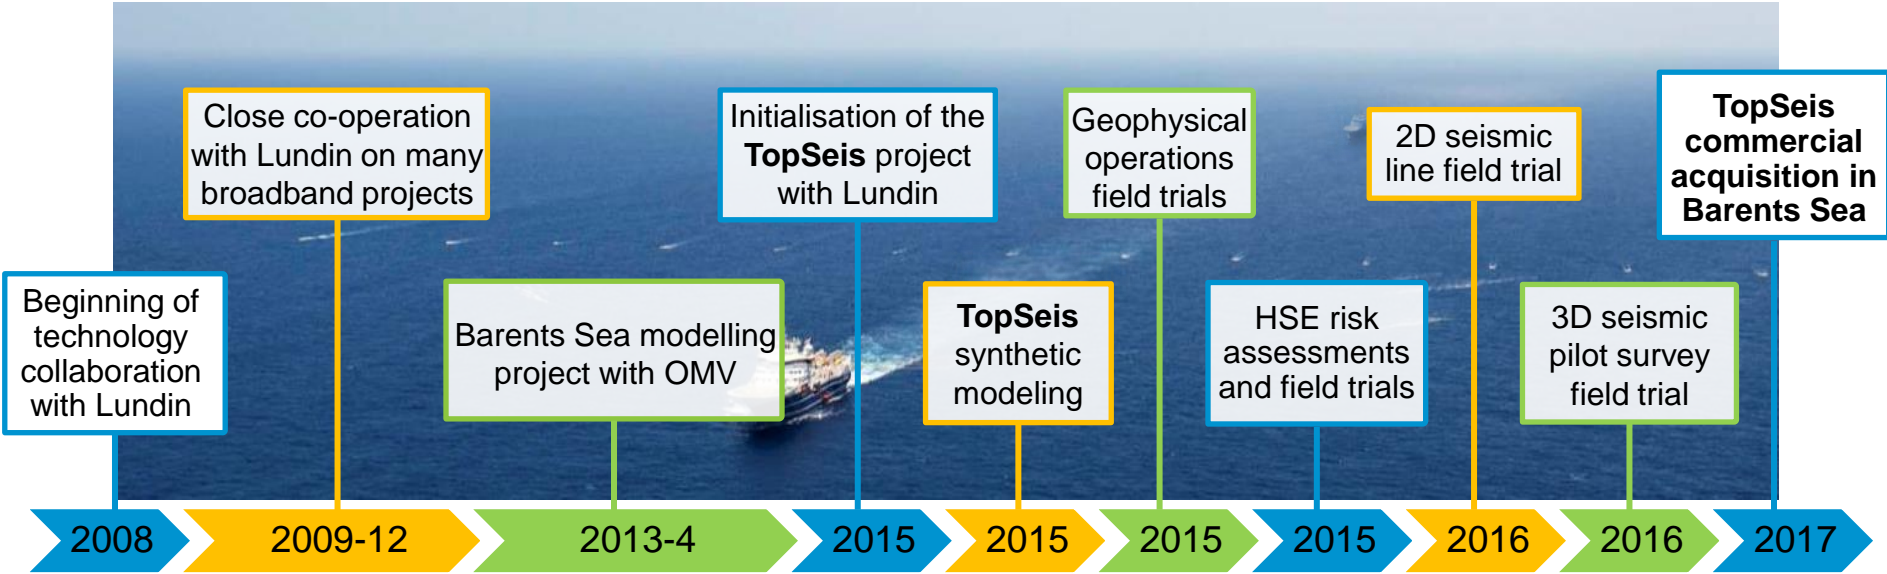 Beginning of
technology
collaboration
with Lundin
Close co-operation
with Lundin on many
broadband projects
Barents Sea modelling
project with OMV
Initialisation of the
TopSeis project
with Lundin
TopSeis
synthetic
modeling
Geophysical
operations
field trials
HSE risk
assessments
and field trials
2D seismic
line field trial
3D seismic
pilot survey
field trial
TopSeis
commercial
acquisition in
Barents Sea
2008
2009-12
2013-4
2015
2015
2015
2015
2016
2016
2017